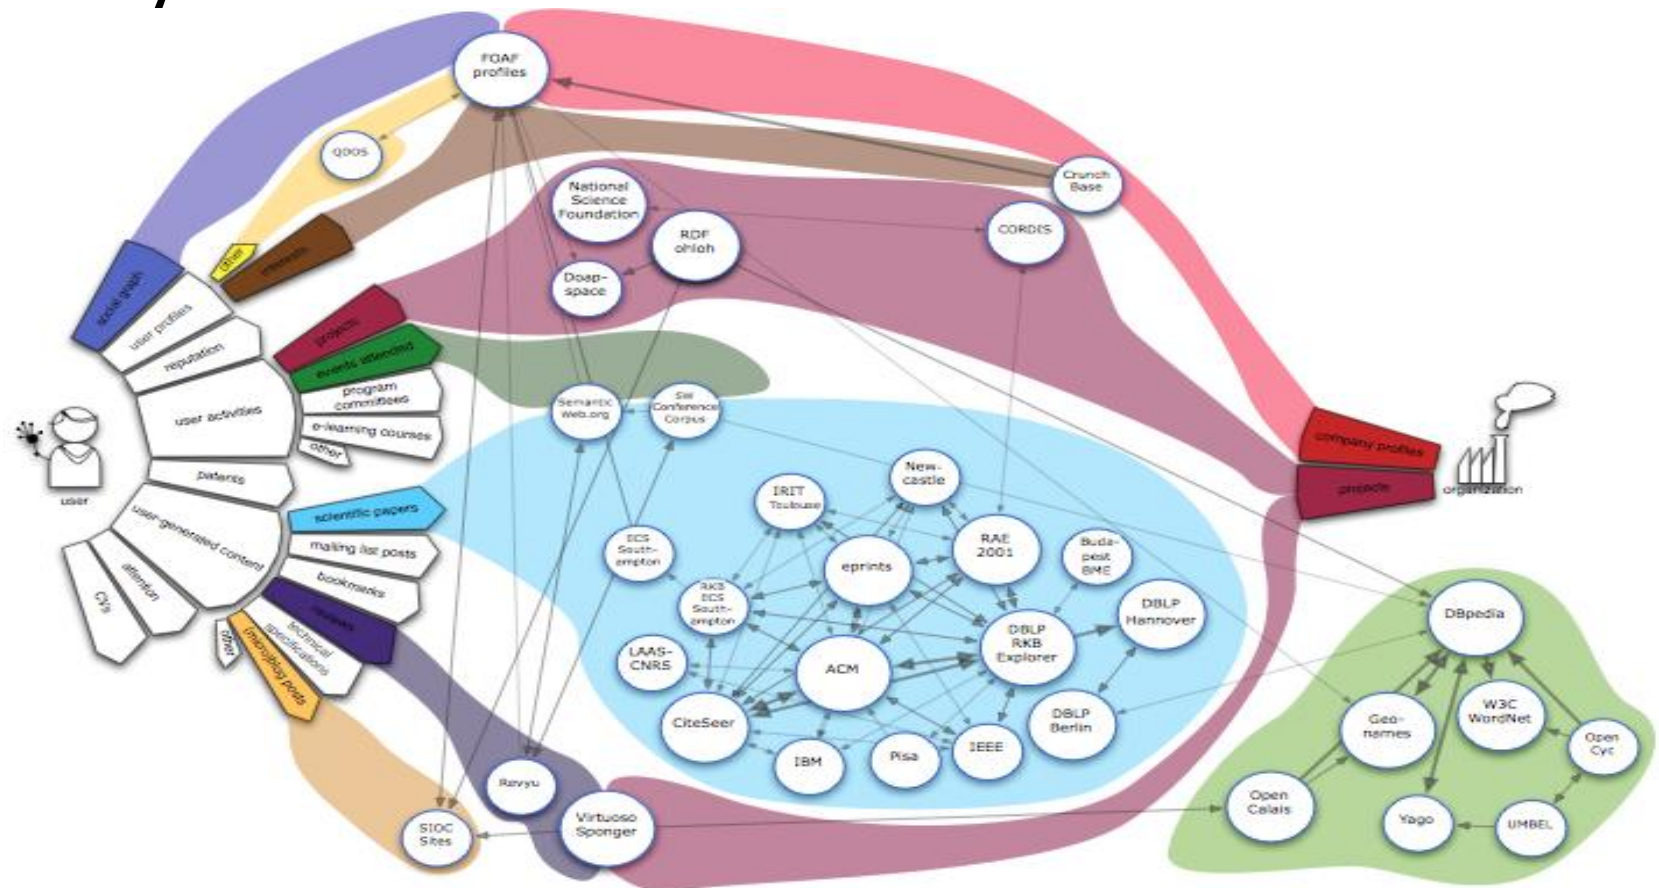 FOAF
profiles
QDOS
Crunch
Base
National
Science
Foundation
RDF
ohloh
CORDIS
Doap-
space
other
interests
social graph
user profiles
reputation
projects
events attended
program
committees
user activities
e-learning courses
other
Semantic
Web.org
SW
Conference
Corpus
company profiles
projects
organization
user
patents
user-generated content
scientific papers
mailing list posts
bookmarks
reviews
technical
specifications
(micro)blog posts
other
attention
CVs
New-
castle
IRIT
Toulouse
RAE
2001
Buda-
pest
BME
eprints
ECS
South-
ampton
RKB
ECS
South-
ampton
DBLP
Hannover
DBLP
RKB
Explorer
LAAS-
CNRS
ACM
CiteSeer
DBLP
Berlin
IBM
Pisa
IEEE
DBpedia
Geo-
names
W3C
WordNet
Open
Cyc
Open
Calais
Yago
UMBEL
Revyu
Virtuoso
Sponger
SIOC
Sites